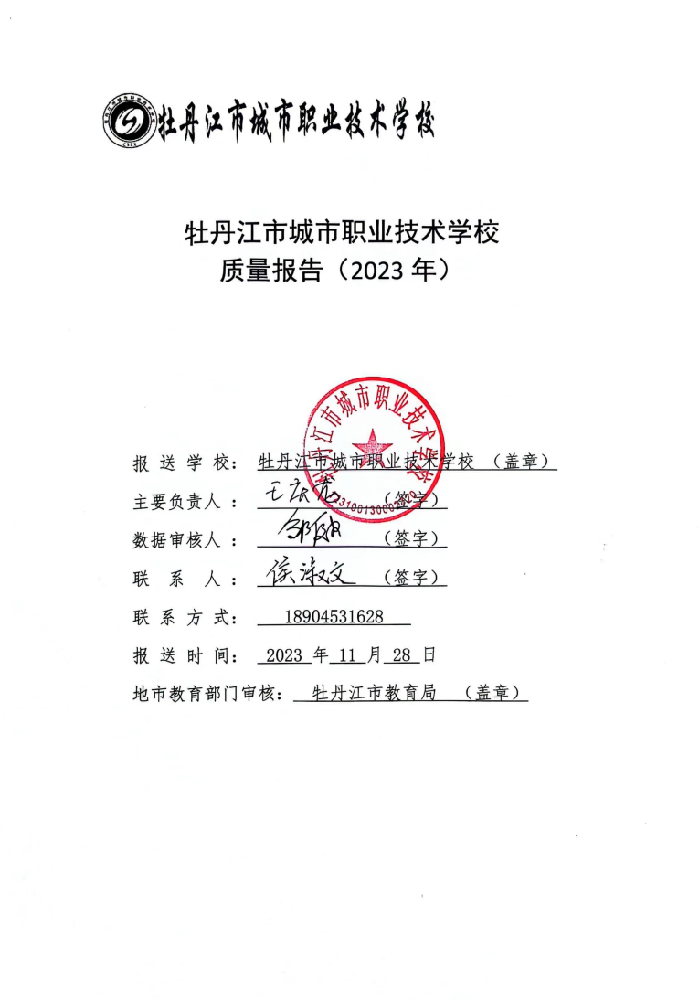 牡丹江市城市职业技术学校
牡丹江市城市职业技术学校
质量报告（2023 年）
牡丹江市城市职业技术学校
报 送 学 校： 牡丹江市城市职业技术学校 （盖章）
主要负责人 ： （签字）
数据审核人 ： （签字）
联 系 人 ： 侯淑文 （签字）
联 系 方 式： 18904531628
报 送 时 间： 2023 年 11 月 28 日
地市教育部门审核： 牡丹江市教育局 （盖章）